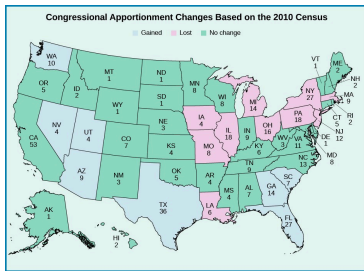 Congressional Apportionment Changes Based on the 2010 Census
Gained Lost No change
WA
10
OR
5
CA
53
NV
4
ID
2
MT
1
WY
1
UT
4
AZ
9
CO
7
NM
3
ND
1
SD
1
NE
3
KS
4
OK
5
TX
36
MN
8
IA
4
MO
8
AR
4
LA
6
WI
8
IL
18
MI
14
IN
9
OH
16
KY
6
TN
9
MS
4
AL
7
GA
14
FL
27
SC
7
NC
13
VA
11
WV
3
PA
18
NY
27
VT
1
ME
2
NH
2
MA
9
RI
2
CT
5
NJ
12
DE
1
MD
8
AK
1
HI
2